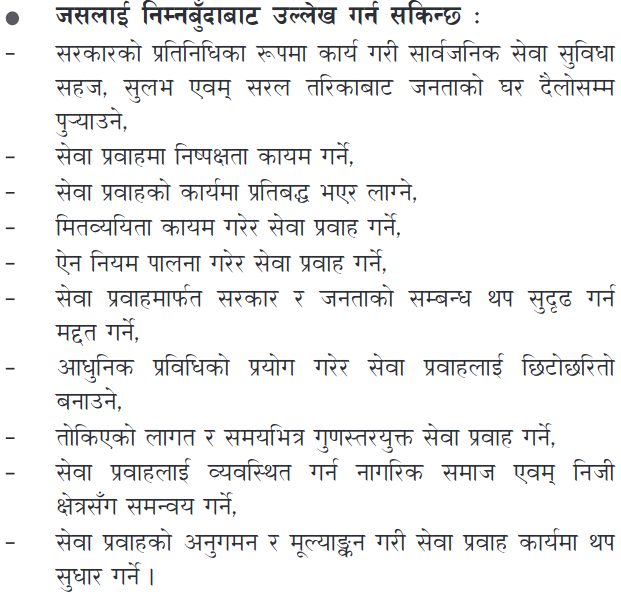 ● जसलाई निम्नबुँदाबाट उल्लेख गर्न सकिन्छ :
– सरकारको प्रतिनिधिका रूपमा कार्य गरी सार्वजनिक सेवा सुविधा
सहज, सुलभ एवम् सरल तरिकाबाट जनताको घर दैलोसम्म
पुऱ्याउने,
– सेवा प्रवाहमा निष्पक्षता कायम गर्ने,
– सेवा प्रवाहको कार्यमा प्रतिबद्ध भएर लाग्ने,
– मितव्ययिता कायम गरेर सेवा प्रवाह गर्ने,
– ऐन नियम पालना गरेर सेवा प्रवाह गर्ने,
– सेवा प्रवाहमार्फत सरकार र जनताको सम्बन्ध थप सुदृढ गर्न
मद्दत गर्ने,
– आधुनिक प्रविधिको प्रयोग गरेर सेवा प्रवाहलाई छिटोछरितो
बनाउने,
– तोकिएको लागत र समयभित्र गुणस्तरयुक्त सेवा प्रवाह गर्ने,
– सेवा प्रवाहलाई व्यवस्थित गर्न नागरिक समाज एवम् निजी
क्षेत्रसँग समन्वय गर्ने,
– सेवा प्रवाहको अनुगमन र मूल्याङ्कन गरी सेवा प्रवाह कार्यमा थप
सुधार गर्ने ।